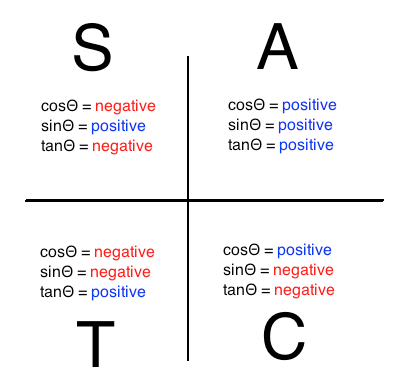 S
A
cosΘ = negative
sinΘ = positive
tanΘ = negative
cosΘ = positive
sinΘ = positive
tanΘ = positive
cosΘ = negative
sinΘ = negative
tanΘ = positive
cosΘ = positive
sinΘ = negative
tanΘ = negative
T
C